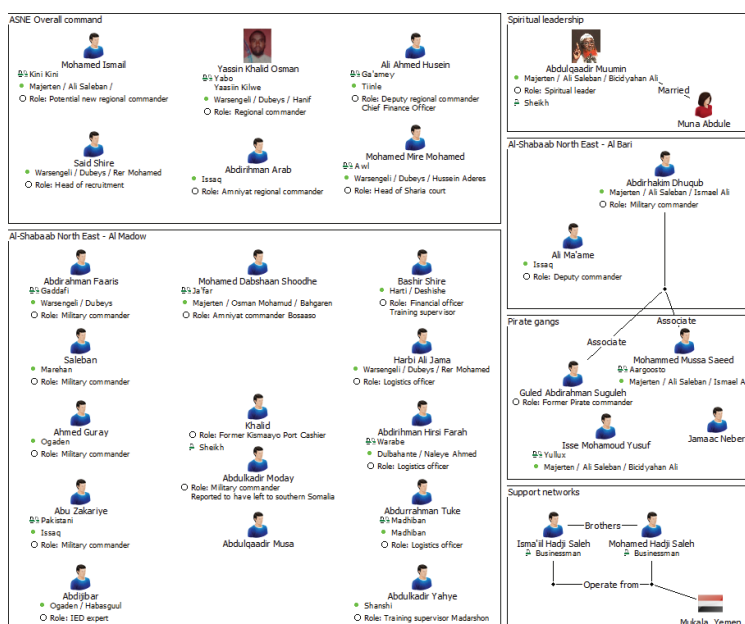 ASNE Overall command
Mohamed Ismail
Kini Kini
Majerten / Ali Saleban /
Role: Potential new regional commander
Yassin Khalid Osman
Yabo
Yaasiin Kilwe
Warsengeli / Dubeys / Hanif
Role: Regional commander
Ali Ahmed Husein
Ga'amey
Tiinle
Role: Deputy regional commander
Chief Finance Officer
Said Shire
Warsengeli / Dubeys / Rer Mohamed
Role: Head of recruitment
Abdirihman Arab
Issaq
Role: Amniyat regional commander
Mohamed Mire Mohamed
Awl
Warsengeli / Dubeys / Hussein Aderes
Role: Head of Sharia court
Spiritual leadership
Abdulqaadir Muumin
Majerten / Ali Saleban / Bicidyahan Ali
Role: Spiritual leader
Sheikh
Married
Muna Abdule
Al-Shabaab North East - Al Bari
Abdirhakim Dhuqub
Majerten / Ali Saleban / Ismael Ali
Role: Military commander
Ali Ma'ame
Issaq
Role: Deputy commander
Al-Shabaab North East - Al Madow
Abdirahman Faaris
Gaddafi
Warsengeli / Dubeys
Role: Military commander
Mohamed Dabshaan Shoodhe
Ja'far
Majerten / Osman Mohamud / Bahgaren
Role: Amniyat commander Bosaaso
Bashir Shire
Harti / Deshishe
Role: Financial officer
Training supervisor
Saleban
Marehan
Role: Military commander
Harbi Ali Jama
Warsengeli / Dubeys / Rer Mohamed
Role: Logistics officer
Ahmed Guray
Ogaden
Role: Military commander
Khalid
Role: Former Kismaayo Port Cashier
Sheikh
Abdirihman Hirsi Farah
Warabe
Dulbahante / Naleye Ahmed
Role: Logistics officer
Abdulkadir Moday
Role: Military commander
Reported to have left to southern Somalia
Abu Zakariye
Pakistani
Issaq
Role: Military commander
Abdulqaadir Musa
Abdurrahman Tuke
Madhiban
Madhiban
Role: Logistics officer
Abdijibar
Ogaden / Habasguul
Role: IED expert
Abdulkadir Yahye
Shanshi
Role: Training supervisor Madarshon
Pirate gangs
Associate
Associate
Mohammed Mussa Saeed
Aargoosto
Majerten / Ali Saleban / Ismael A
Guled Abdirahman Suguleh
Role: Former Pirate commander
Isse Mohamoud Yusuf
Yullux
Majerten / Ali Saleban / Bicidyahan Ali
Jamaac Neber
Support networks
Brothers
Isma'iil Hadji Saleh
Businessman
Mohamed Hadji Saleh
Businessman
Operate from
Mukala, Yemen